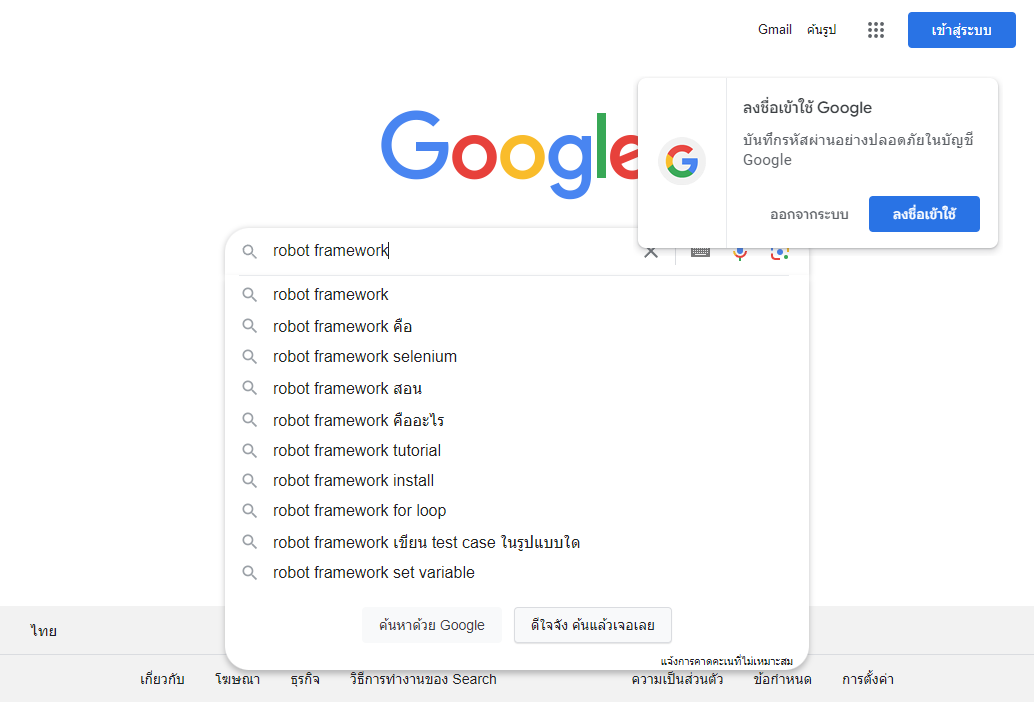 Gmail ค้นรูป เข้าสู่ระบบ
ลงชื่อเข้าใช้ Google
บันทึกรหัสผ่านอย่างปลอดภัยในบัญชี
Google
ออกจากระบบ ลงชื่อเข้าใช้
Google
robot framework
robot framework
robot framework คือ
robot framework selenium
robot framework สอน
robot framework คืออะไร
robot framework tutorial
robot framework install
robot framework for loop
robot framework เขียน test case ในรูปแบบใด
robot framework set variable
ค้นหาด้วย Google ดีใจจัง ค้นแล้วเจอเลย
แจ้งการคาดคะเนที่ไม่เหมาะสม
ไทย
เกี่ยวกับ โฆษณา ธุรกิจ วิธีการทำงานของ Search ความเป็นส่วนตัว ข้อกำหนด การตั้งค่า